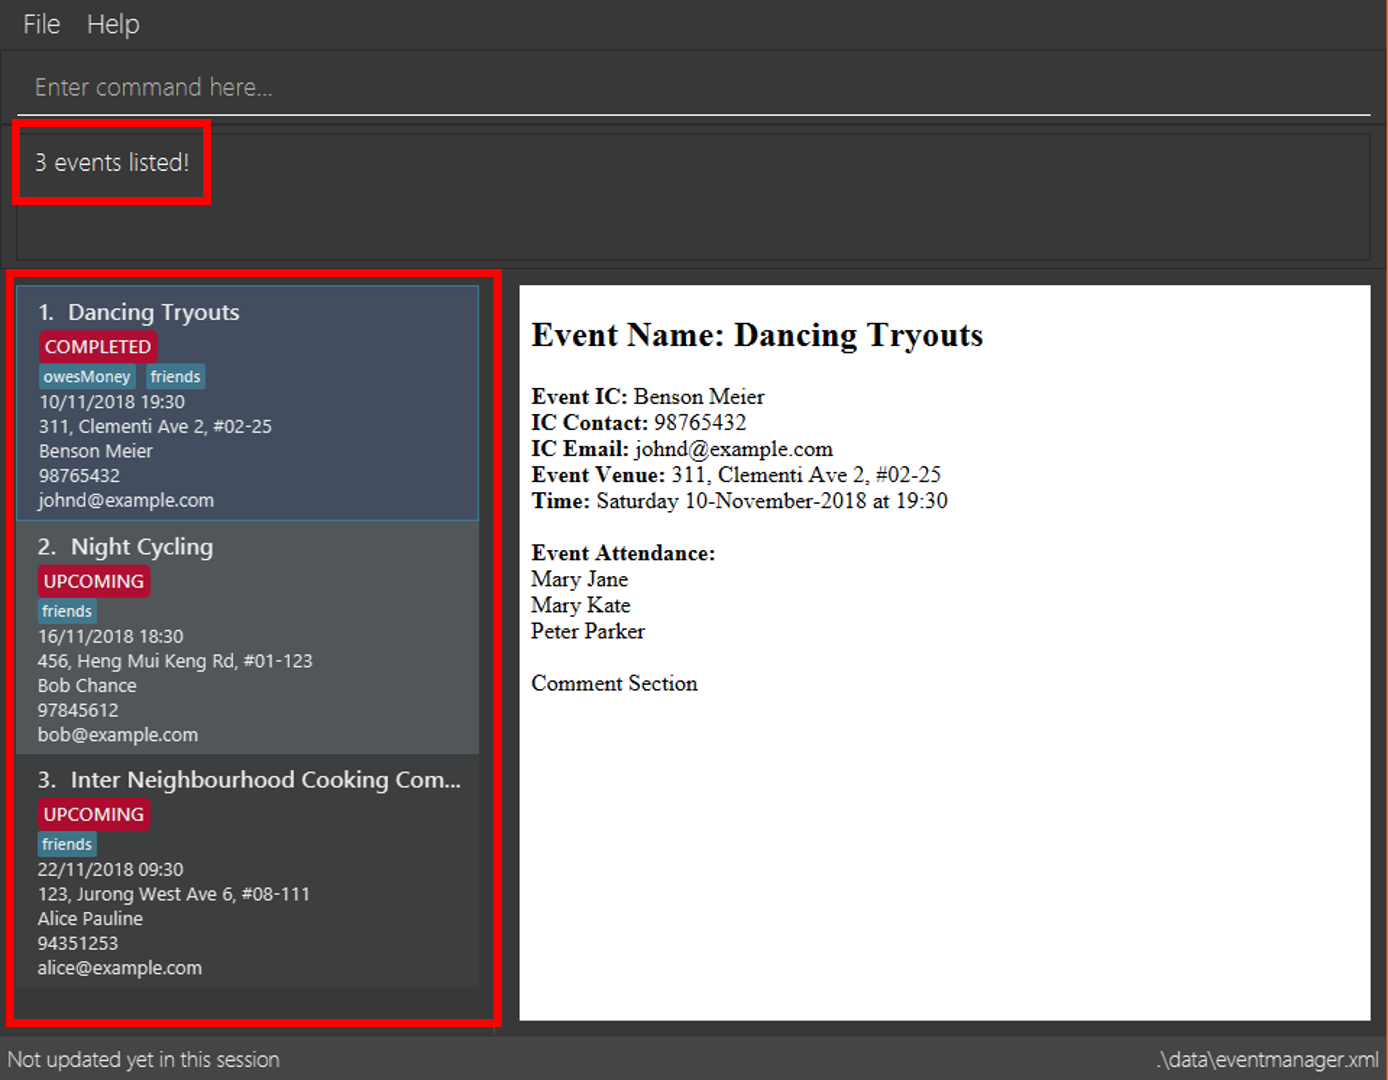 File Help
Enter command here...
3 events listed!
1. Dancing Tryouts
COMPLETED
owesMoney friends
10/11/2018 19:30
311, Clementi Ave 2, #02-25
Benson Meier
98765432
johnd@example.com
2. Night Cycling
UPCOMING
friends
16/11/2018 18:30
456, Heng Mui Keng Rd, #01-123
Bob Chance
97845612
bob@example.com
3. Inter Neighbourhood Cooking Com...
UPCOMING
friends
22/11/2018 09:30
123, Jurong West Ave 6, #08-111
Alice Pauline
94351253
alice@example.com
Event Name: Dancing Tryouts
Event IC: Benson Meier
IC Contact: 98765432
IC Email: johnd@example.com
Event Venue: 311, Clementi Ave 2, #02-25
Time: Saturday 10-November-2018 at 19:30
Event Attendance:
Mary Jane
Mary Kate
Peter Parker
Comment Section
Not updated yet in this session
.\data\eventmanager.xml